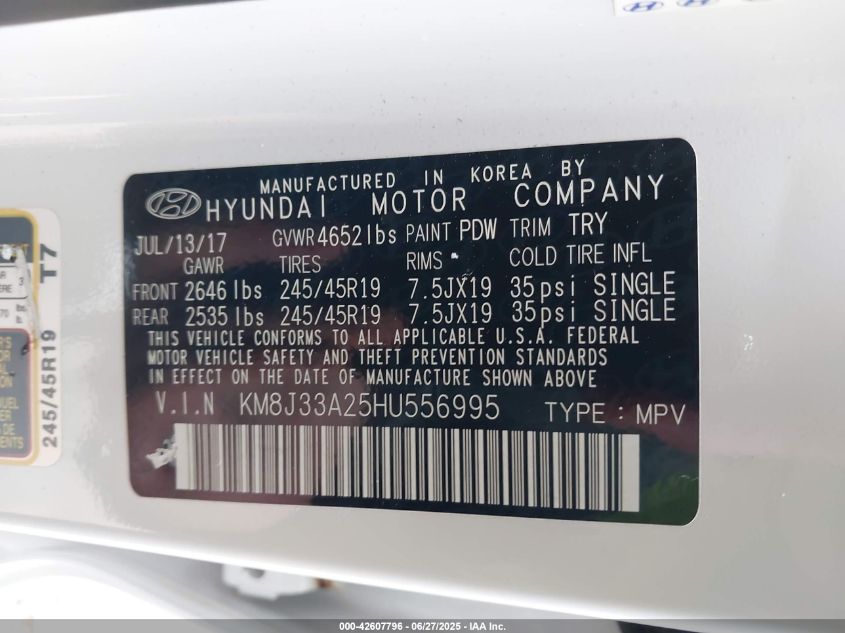 MANUFACTURED IN KOREA BY
HYUNDAI MOTOR COMPANY
JUL/13/17 GVWR 4652lbs PAINT PDW TRIM TRY
GAWR TIRES RIMS COLD TIRE INFL
FRONT 2646 lbs 245/45R19 7.5JX19 35psi SINGLE
REAR 2535 lbs 245/45R19 7.5JX19 35psi SINGLE
THIS VEHICLE CONFORMS TO ALL APPLICABLE U.S.A. FEDERAL
MOTOR VEHICLE SAFETY AND THEFT PREVENTION STANDARDS
IN EFFECT ON THE DATE OF MANUFACTURE SHOWN ABOVE
V.I.N KM8J33A25HU556995 TYPE : MPV
245/45R19 T7
000-42607796 - 06/27/2025 - IAA Inc.